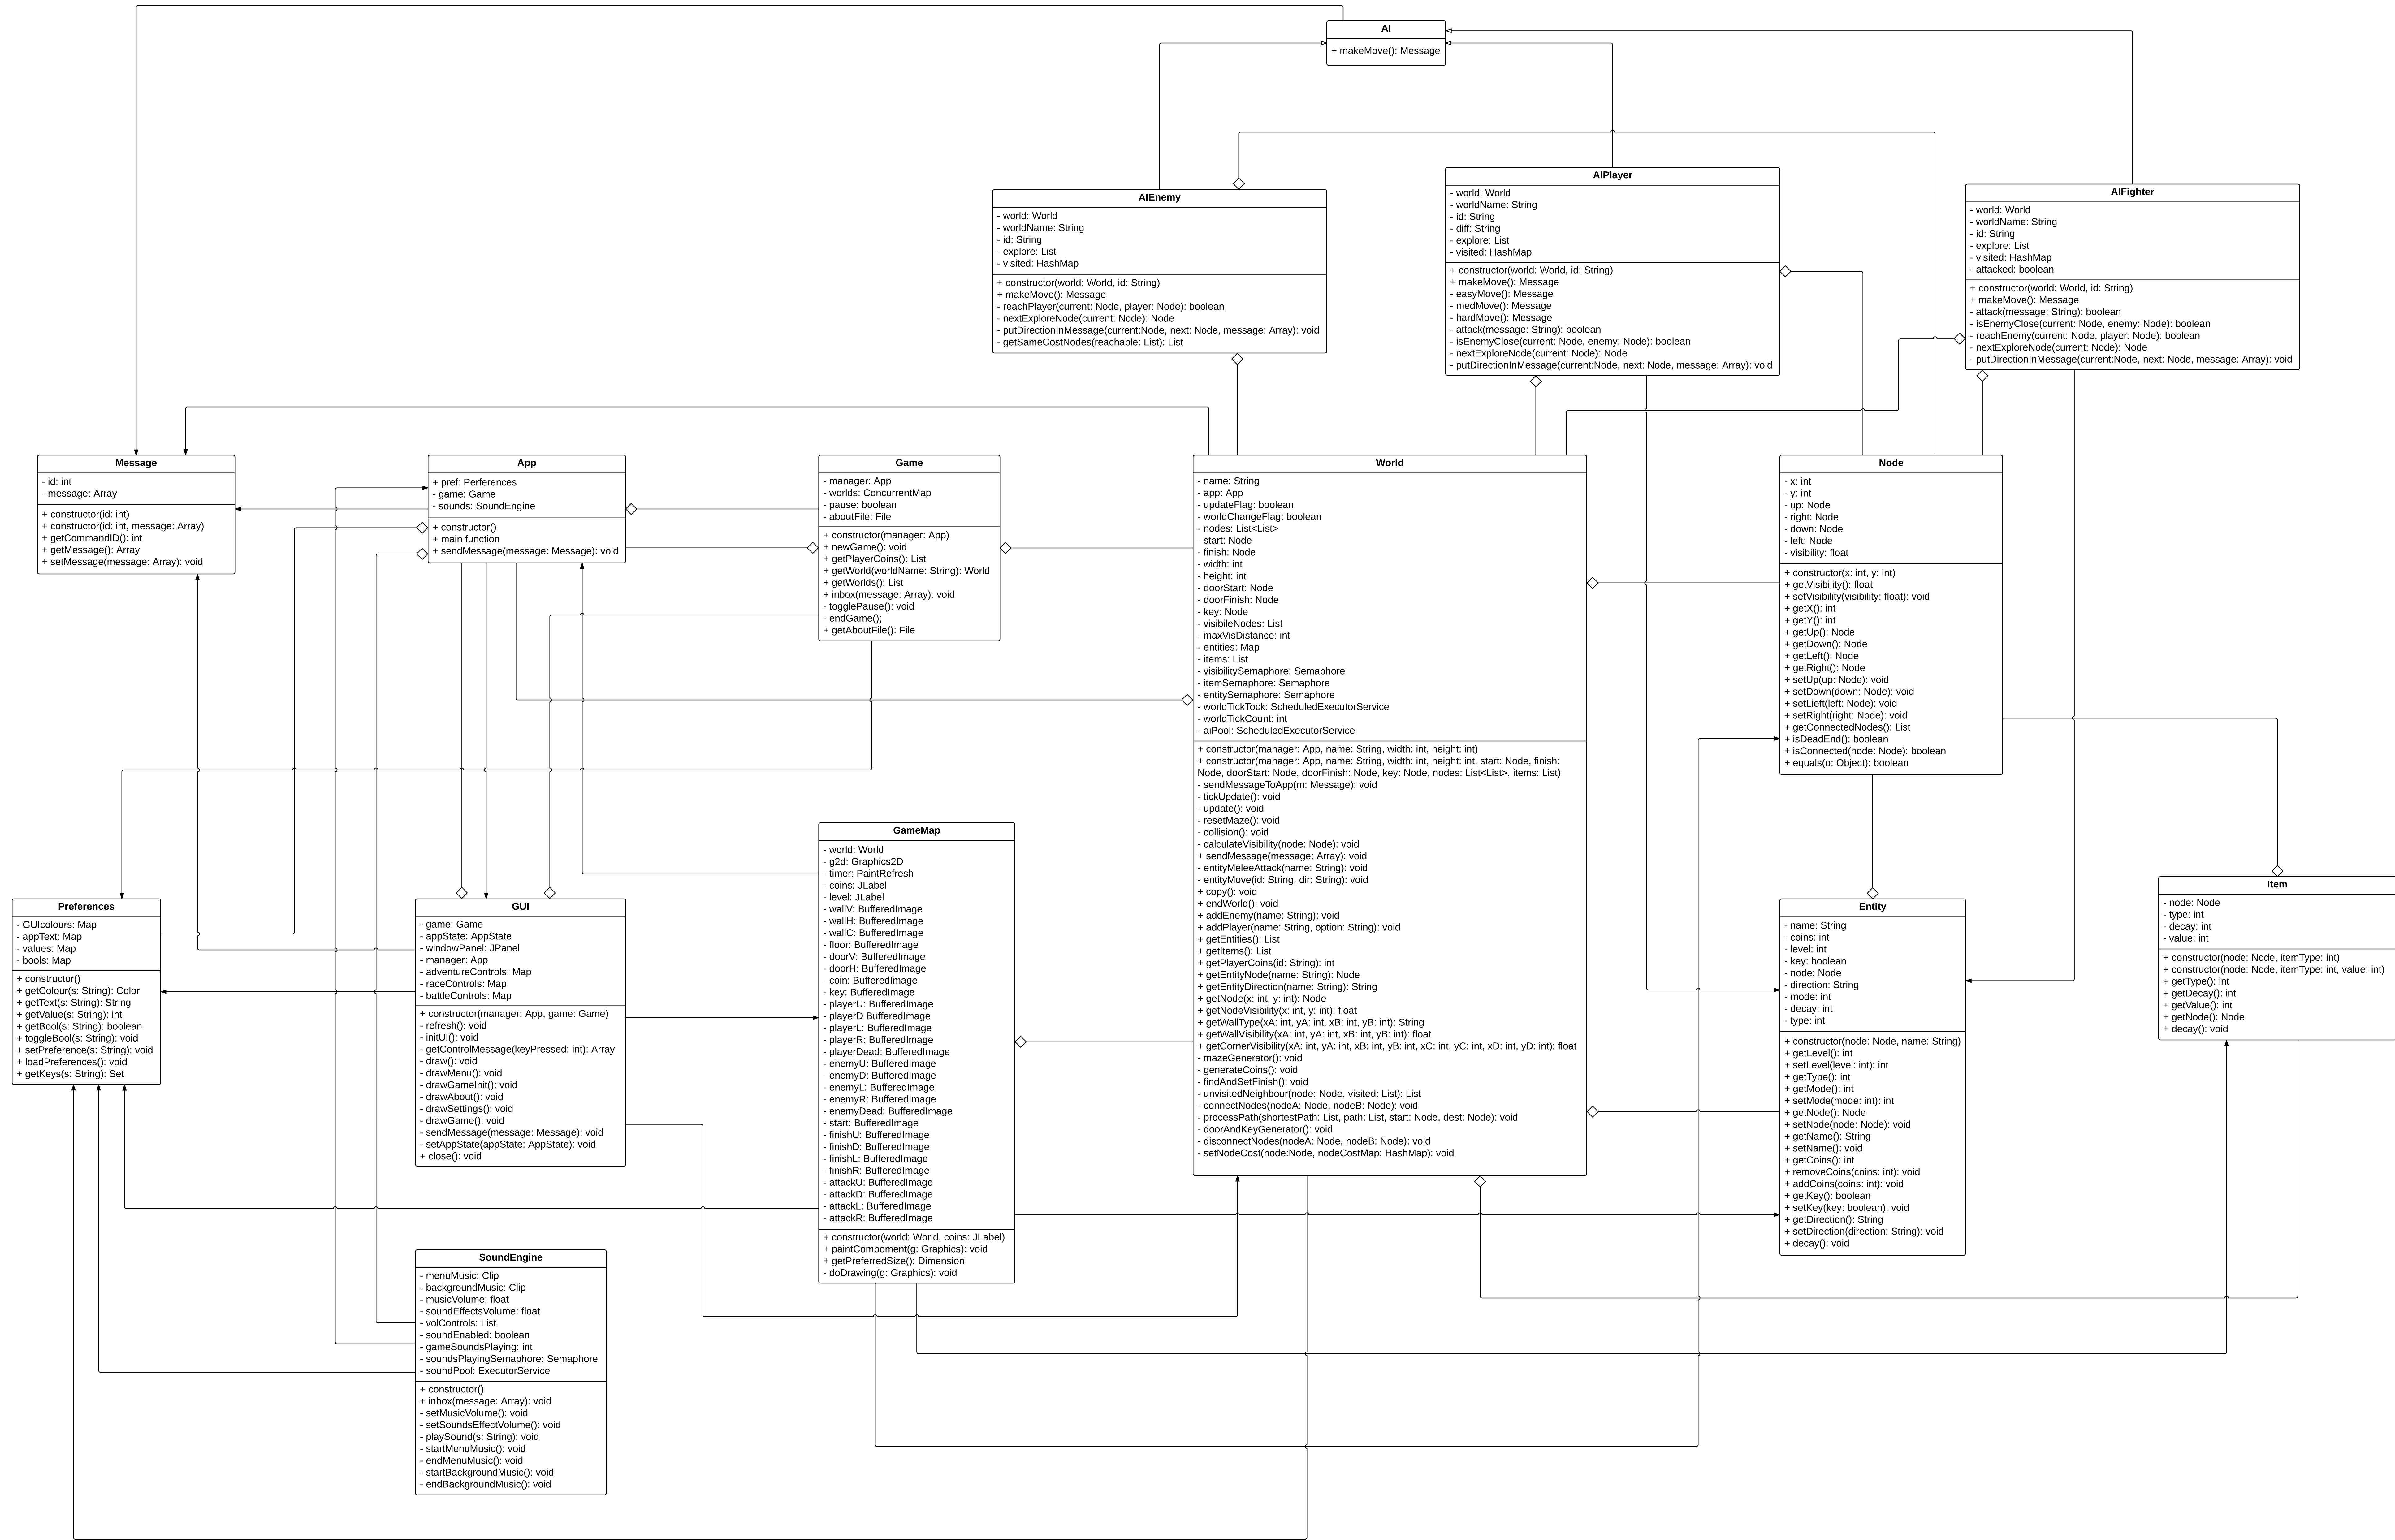 AI
+ makeMove(): Message
AIEnemy
- world: World
- worldName: String
- id: String
- explore: List
- visited: HashMap
+ constructor(world: World, id: String)
+ makeMove(): Message
- reachPlayer(current: Node, player: Node): boolean
- nextExploreNode(current: Node): Node
- putDirectionInMessage(current:Node, next: Node, message: Array): void
- getSameCostNodes(reachable: List): List
AIPlayer
- world: World
- worldName: String
- id: String
- diff: String
- explore: List
- visited: HashMap
+ constructor(world: World, id: String)
+ makeMove(): Message
- easyMove(): Message
- medMove(): Message
- hardMove(): Message
- attack(message: String): boolean
- isEnemyClose(current: Node, enemy: Node): boolean
- nextExploreNode(current: Node): Node
- putDirectionInMessage(current:Node, next: Node, message: Array): void
AIFighter
- world: World
- worldName: String
- id: String
- explore: List
- visited: HashMap
- attacked: boolean
+ constructor(world: World, id: String)
+ makeMove(): Message
- attack(message: String): boolean
- isEnemyClose(current: Node, enemy: Node): boolean
- reachEnemy(current: Node, player: Node): boolean
- nextExploreNode(current: Node): Node
- putDirectionInMessage(current:Node, next: Node, message: Array): void
Message
- id: int
- message: Array
+ constructor(id: int)
+ constructor(id: int, message: Array)
+ getCommandID(): int
+ getMessage(): Array
+ setMessage(message: Array): void
App
+ pref: Perferences
- game: Game
- sounds: SoundEngine
+ constructor()
+ main function
+ sendMessage(message: Message): void
Game
- manager: App
- worlds: ConcurrentMap
- pause: boolean
- aboutFile: File
+ constructor(manager: App)
+ newGame(): void
+ getPlayerCoins(): List
+ getWorld(worldName: String): World
+ getWorlds(): List
+ inbox(message: Array): void
- togglePause(): void
- endGame();
+ getAboutFile(): File
World
- name: String
- app: App
- updateFlag: boolean
- worldChangeFlag: boolean
- nodes: List<List>
- start: Node
- finish: Node
- width: int
- height: int
- doorStart: Node
- doorFinish: Node
- key: Node
- visibileNodes: List
- maxVisDistance: int
- entities: Map
- items: List
- visibilitySemaphore: Semaphore
- itemSemaphore: Semaphore
- entitySemaphore: Semaphore
- worldTickTock: ScheduledExecutorService
- worldTickCount: int
- aiPool: ScheduledExecutorService
+ constructor(manager: App, name: String, width: int, height: int)
+ constructor(manager: App, name: String, width: int, height: int, start: Node, finish:
Node, doorStart: Node, doorFinish: Node, key: Node, nodes: List<List>, items: List)
- sendMessageToApp(m: Message): void
- tickUpdate(): void
- update(): void
- resetMaze(): void
- collision(): void
- calculateVisibility(node: Node): void
+ sendMessage(message: Array): void
- entityMeleeAttack(name: String): void
- entityMove(id: String, dir: String): void
+ copy(): void
+ endWorld(): void
+ addEnemy(name: String): void
+ addPlayer(name: String, option: String): void
+ getEntities(): List
+ getItems(): List
+ getPlayerCoins(id: String): int
+ getEntityNode(name: String): Node
+ getEntityDirection(name: String): String
+ getNode(x: int, y: int): Node
+ getNodeVisibility(x: int, y: int): float
+ getWallType(xA: int, yA: int, xB: int, yB: int): String
+ getWallVisibility(xA: int, yA: int, xB: int, yB: int): float
+ getCornerVisibility(xA: int, yA: int, xB: int, yB: int, xC: int, yC: int, xD: int, yD: int): float
- mazeGenerator(): void
- generateCoins(): void
- findAndSetFinish(): void
- unvisitedNeighbour(node: Node, visited: List): List
- connectNodes(nodeA: Node, nodeB: Node): void
- processPath(shortestPath: List, path: List, start: Node, dest: Node): void
- doorAndKeyGenerator(): void
- disconnectNodes(nodeA: Node, nodeB: Node): void
- setNodeCost(node:Node, nodeCostMap: HashMap): void
Node
- x: int
- y: int
- up: Node
- right: Node
- down: Node
- left: Node
- visibility: float
+ constructor(x: int, y: int)
+ getVisibility(): float
+ setVisibility(visibility: float): void
+ getX(): int
+ getY(): int
+ getUp(): Node
+ getDown(): Node
+ getLeft(): Node
+ getRight(): Node
+ setUp(up: Node): void
+ setDown(down: Node): void
+ setLieft(left: Node): void
+ setRight(right: Node): void
+ getConnectedNodes(): List
+ isDeadEnd(): boolean
+ isConnected(node: Node): boolean
+ equals(o: Object): boolean
Preferences
- GUIcolours: Map
- appText: Map
- values: Map
- bools: Map
+ constructor()
+ getColour(s: String): Color
+ getText(s: String): String
+ getValue(s: String): int
+ getBool(s: String): boolean
+ toggleBool(s: String): void
+ setPreference(s: String): void
+ loadPreferences(): void
+ getKeys(s: String): Set
GUI
- game: Game
- appState: AppState
- windowPanel: JPanel
- manager: App
- adventureControls: Map
- raceControls: Map
- battleControls: Map
+ constructor(manager: App, game: Game)
- refresh(): void
- initUI(): void
- getControlMessage(keyPressed: int): Array
- draw(): void
- drawMenu(): void
- drawGameInit(): void
- drawAbout(): void
- drawSettings(): void
- drawGame(): void
- sendMessage(message: Message): void
- setAppState(appState: AppState): void
+ close(): void
GameMap
- world: World
- g2d: Graphics2D
- timer: PaintRefresh
- coins: JLabel
- level: JLabel
- wallV: BufferedImage
- wallH: BufferedImage
- wallC: BufferedImage
- floor: BufferedImage
- doorV: BufferedImage
- doorH: BufferedImage
- coin: BufferedImage
- key: BufferedImage
- playerU: BufferedImage
- playerD BufferedImage
- playerL: BufferedImage
- playerR: BufferedImage
- playerDead: BufferedImage
- enemyU: BufferedImage
- enemyD: BufferedImage
- enemyL: BufferedImage
- enemyR: BufferedImage
- enemyDead: BufferedImage
- start: BufferedImage
- finishU: BufferedImage
- finishD: BufferedImage
- finishL: BufferedImage
- finishR: BufferedImage
- attackU: BufferedImage
- attackD: BufferedImage
- attackL: BufferedImage
- attackR: BufferedImage
+ constructor(world: World, coins: JLabel)
+ paintCompoment(g: Graphics): void
+ getPreferredSize(): Dimension
- doDrawing(g: Graphics): void
Entity
- name: String
- coins: int
- level: int
- key: boolean
- node: Node
- direction: String
- mode: int
- decay: int
- type: int
+ constructor(node: Node, name: String)
+ getLevel(): int
+ setLevel(level: int): int
+ getType(): int
+ getMode(): int
+ setMode(mode: int): int
+ getNode(): Node
+ setNode(node: Node): void
+ getName(): String
+ setName(): void
+ getCoins(): int
+ removeCoins(coins: int): void
+ addCoins(coins: int): void
+ getKey(): boolean
+ setKey(key: boolean): void
+ getDirection(): String
+ setDirection(direction: String): void
+ decay(): void
Item
- node: Node
- type: int
- decay: int
- value: int
+ constructor(node: Node, itemType: int)
+ constructor(node: Node, itemType: int, value: int)
+ getType(): int
+ getDecay(): int
+ getValue(): int
+ getNode(): Node
+ decay(): void
SoundEngine
- menuMusic: Clip
- backgroundMusic: Clip
- musicVolume: float
- soundEffectsVolume: float
- volControls: List
- soundEnabled: boolean
- gameSoundsPlaying: int
- soundsPlayingSemaphore: Semaphore
- soundPool: ExecutorService
+ constructor()
+ inbox(message: Array): void
- setMusicVolume(): void
- setSoundsEffectVolume(): void
- playSound(s: String): void
- startMenuMusic(): void
- endMenuMusic(): void
- startBackgroundMusic(): void
- endBackgroundMusic(): void